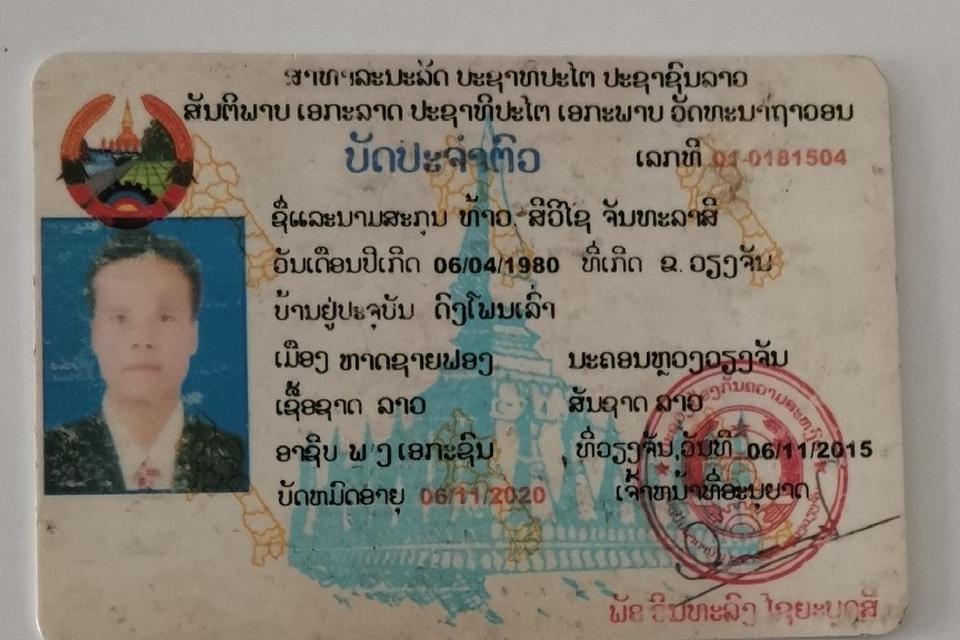 ສາທາລະນະລັດ ປະຊາທິປະໄຕ ປະຊາຊົນລາວ
ສັນຕິພາບ ເອກະລາດ ປະຊາທິປະໄຕ ເອກະພາບ ວັດທະນາຖາວອນ
ບັດປະຈຳຕົວ ເລກທີ 01-0181504
ຊື່ແລະນາມສະກຸນ ທ້າວ ສີວິໄຊ ຈັນທະລາສີ
ວັນເດືອນປີເກີດ 06/04/1980 ທີ່ເກີດ ຂ. ວຽງຈັນ
ບ້ານຢູ່ປະຈຸບັນ ດົງໂພນເລົ່າ
ເມືອງ ຫາດຊາຍຟອງ ນະຄອນຫຼວງວຽງຈັນ
ເຊື້ອຊາດ ລາວ ສັນຊາດ ລາວ
ອາຊີບ ພ ງ ເອກະຊົນ ທີ່ວຽງຈັນ, ວັນທີ 06/11/2015
ບັດຫມົດອາຍຸ 06/11/2020 ເຈົ້າຫນ້າທີ່ອະນຸຍາດ
ໄຊຍະບຸດສີ